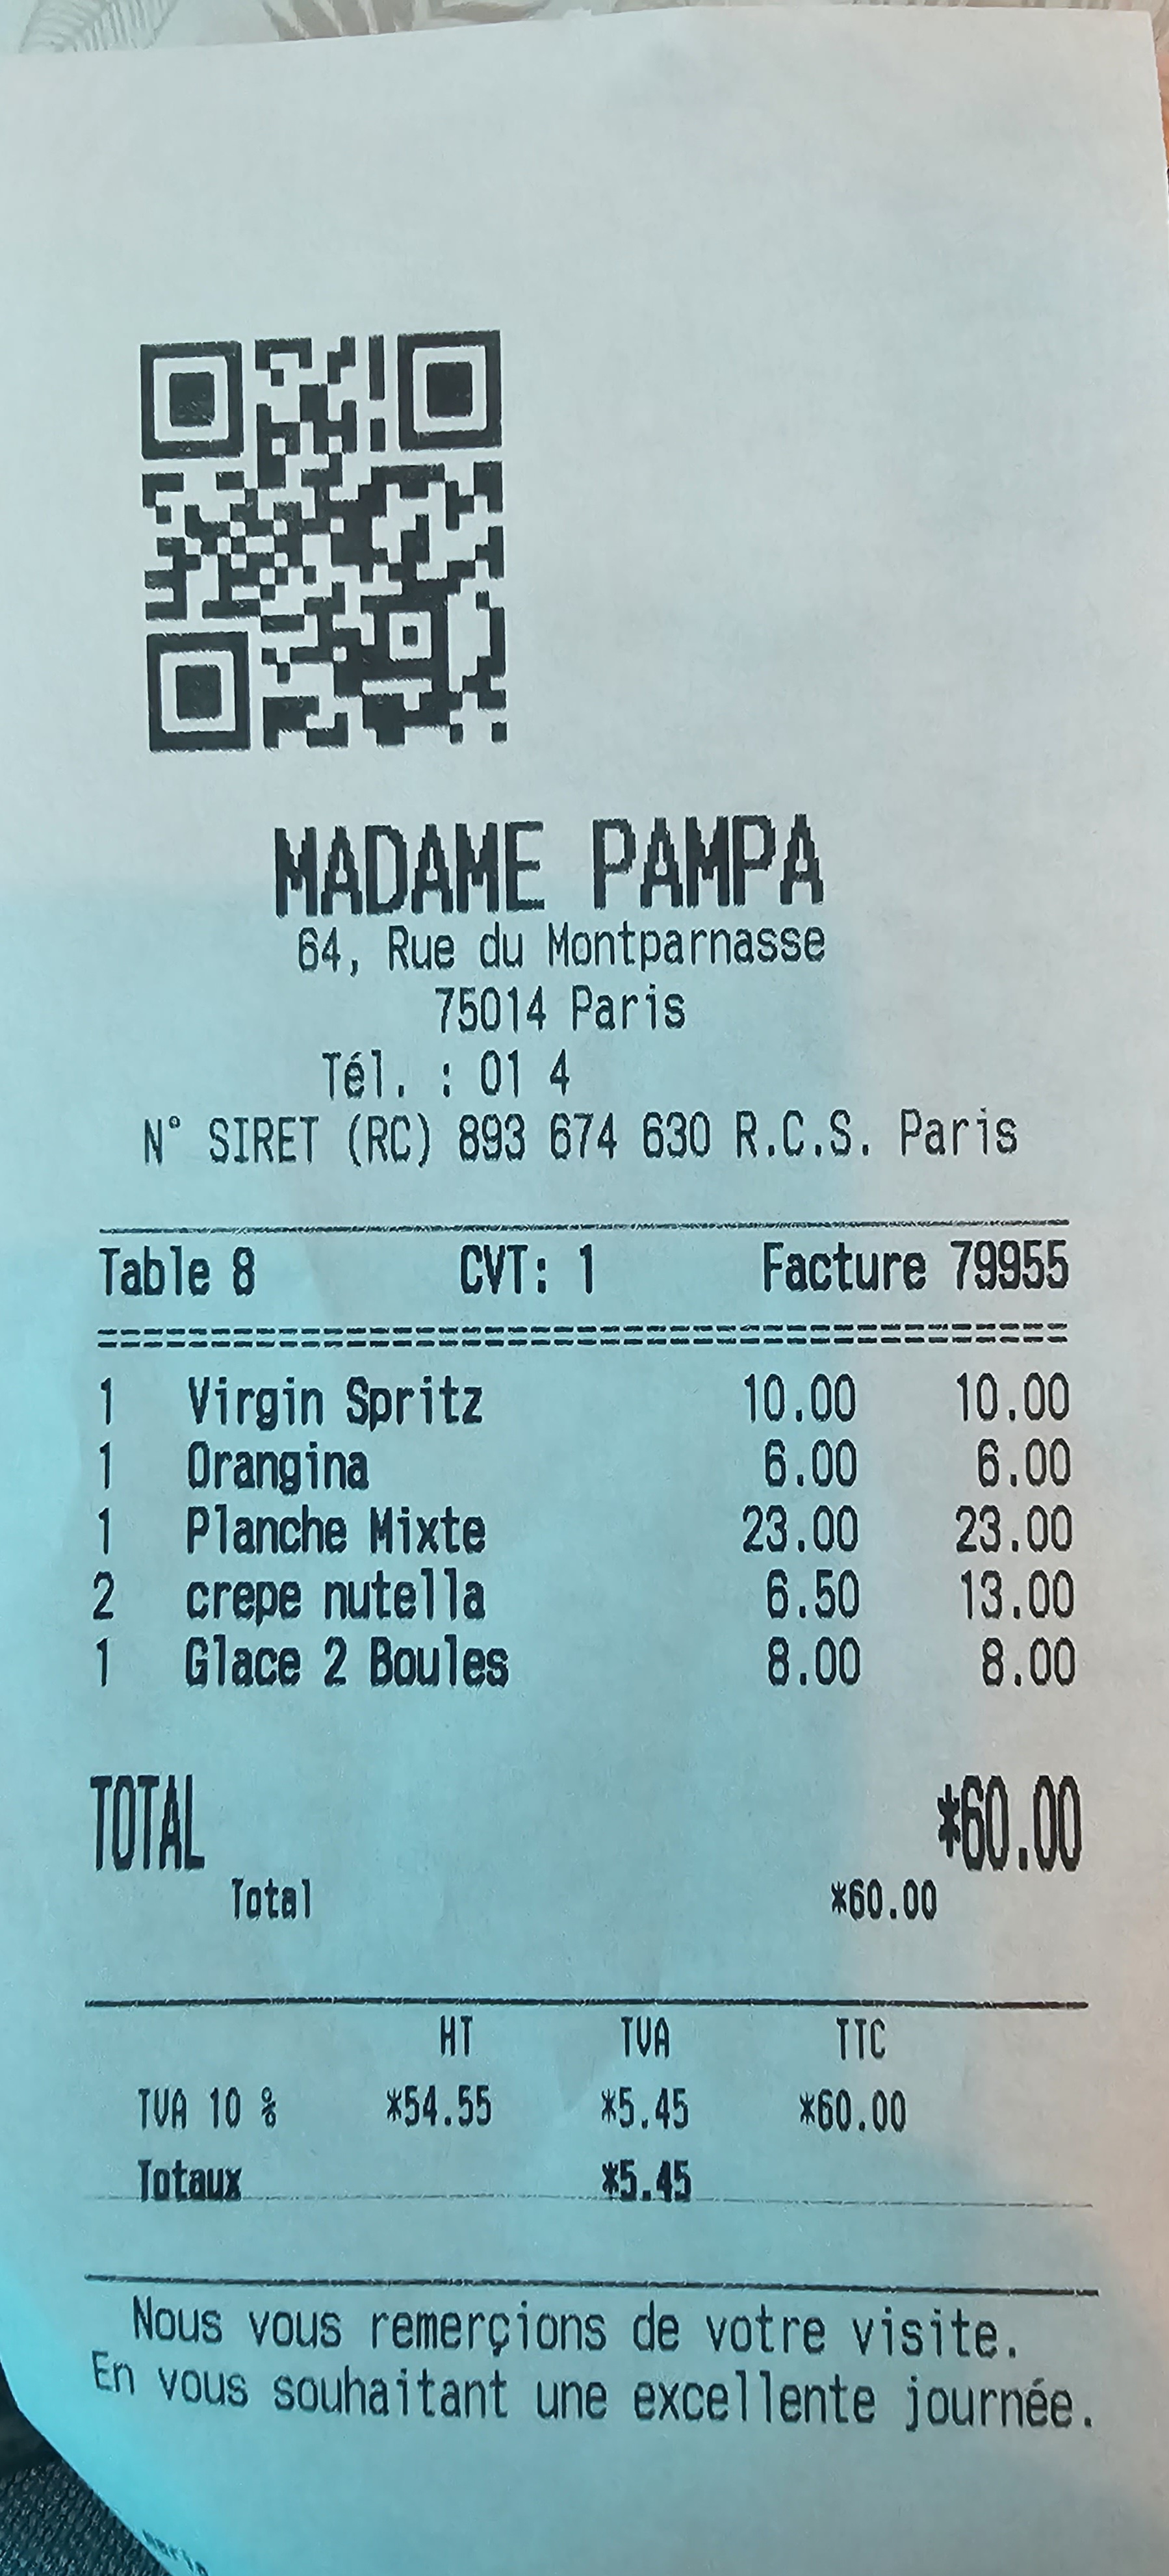 MADAME PAMPA
64, Rue du Montparnasse
75014 Paris
Tél. : 01 4
N° SIRET (RC) 893 674 630 R.C.S. Paris
Table 8 CVT: 1 Facture 79955
==========================================
1 Virgin Spritz 10.00 10.00
1 Orangina 6.00 6.00
1 Planche Mixte 23.00 23.00
2 crepe nutella 6.50 13.00
1 Glace 2 Boules 8.00 8.00
TOTAL *60.00
Total *60.00
HT TVA TTC
TVA 10 % *54.55 *5.45 *60.00
Totaux *5.45
Nous vous remerçions de votre visite.
En vous souhaitant une excellente journée.